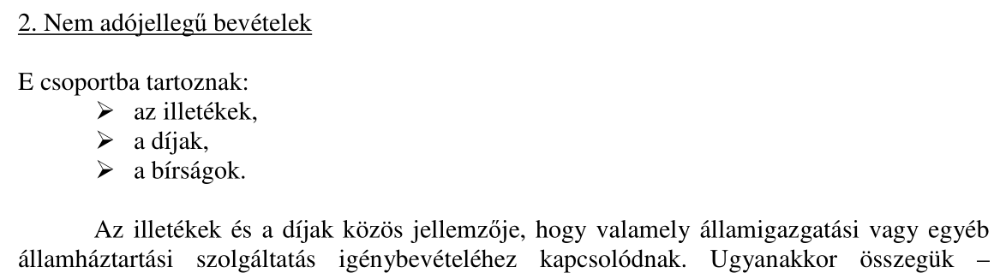 2. Nem adójellegű bevételek
E csoportba tartoznak:
➢ az illetékek,
➢ a díjak,
➢ a bírságok.
Az illetékek és a díjak közös jellemzője, hogy valamely államigazgatási vagy egyéb
államháztartási szolgáltatás igénybevételéhez kapcsolódnak. Ugyanakkor összegük –